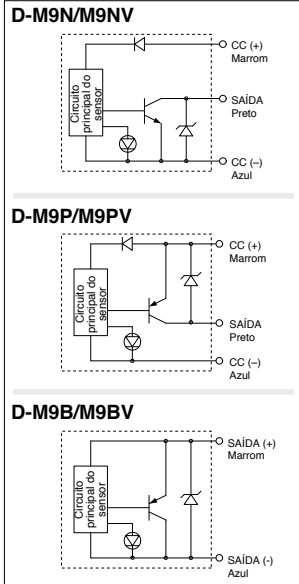 D-M9N/M9NV
CC (+)
Marrom
Circuito
principal do
sensor
SAÍDA
Preto
CC (–)
Azul
D-M9P/M9PV
CC (+)
Marrom
Circuito
principal do
sensor
SAÍDA
Preto
CC (–)
Azul
D-M9B/M9BV
SAÍDA (+)
Marrom
Circuito
principal do
sensor
SAÍDA (-)
Azul